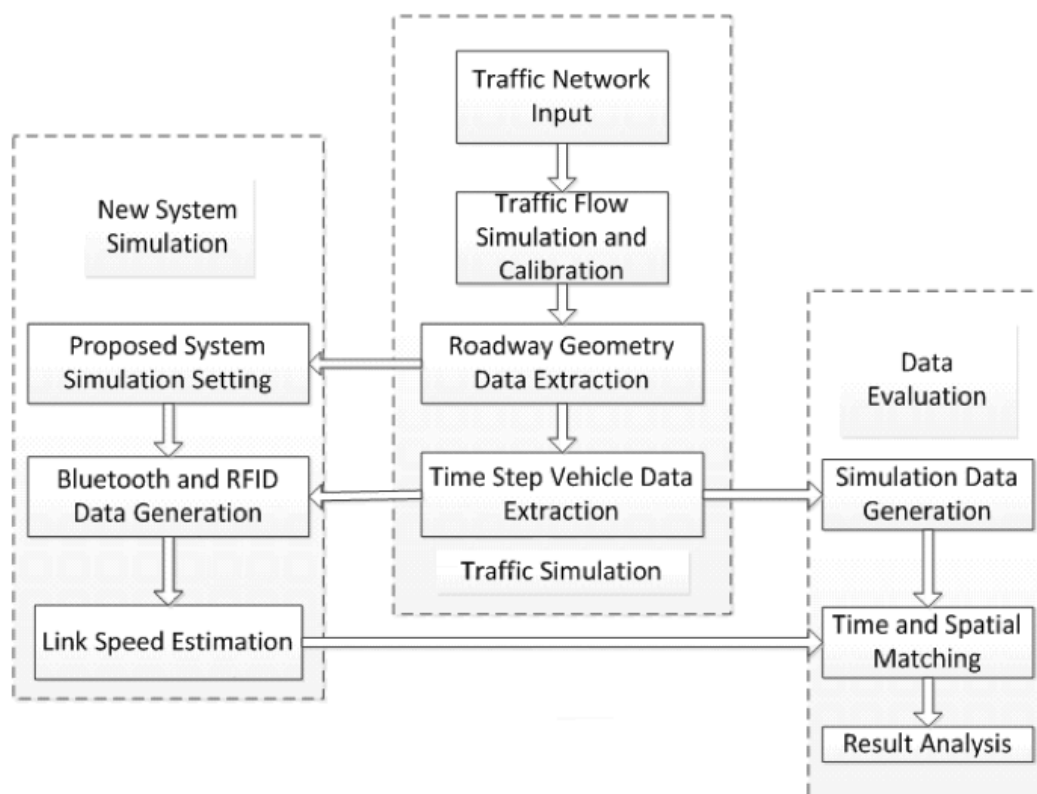 Traffic Network
Input
Traffic Flow
Simulation and
Calibration
Roadway Geometry
Data Extraction
Time Step Vehicle Data
Extraction
Traffic Simulation
New System
Simulation
Proposed System
Simulation Setting
Bluetooth and RFID
Data Generation
Link Speed Estimation
Data
Evaluation
Simulation Data
Generation
Time and Spatial
Matching
Result Analysis